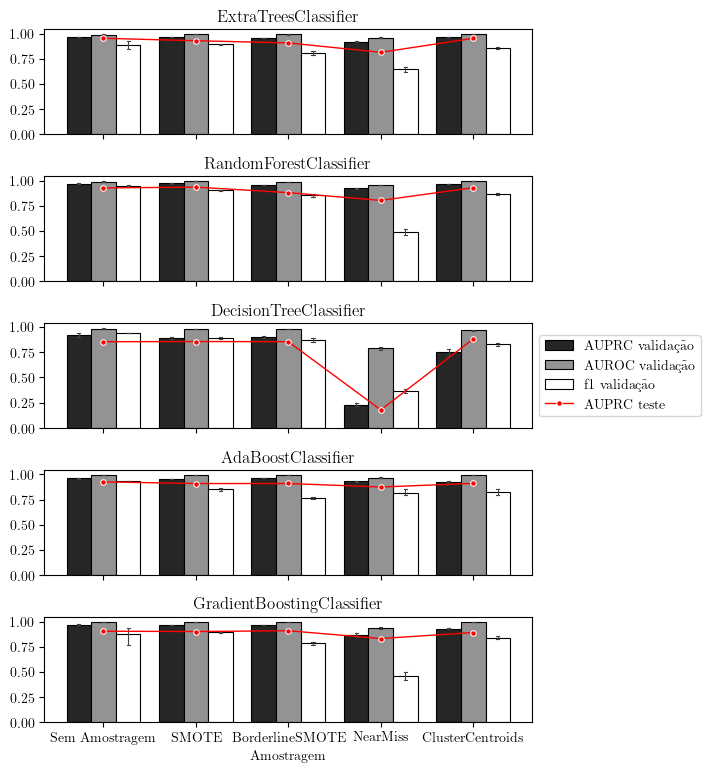 ExtraTreesClassifier
1.00
0.75
0.50
0.25
0.00
RandomForestClassifier
1.00
0.75
0.50
0.25
0.00
DecisionTreeClassifier
1.00
0.75
0.50
0.25
0.00
AUPRC validação
AUROC validação
f1 validação
AUPRC teste
AdaBoostClassifier
1.00
0.75
0.50
0.25
0.00
GradientBoostingClassifier
1.00
0.75
0.50
0.25
0.00
Sem Amostragem SMOTE BorderlineSMOTE NearMiss ClusterCentroids
Amostragem